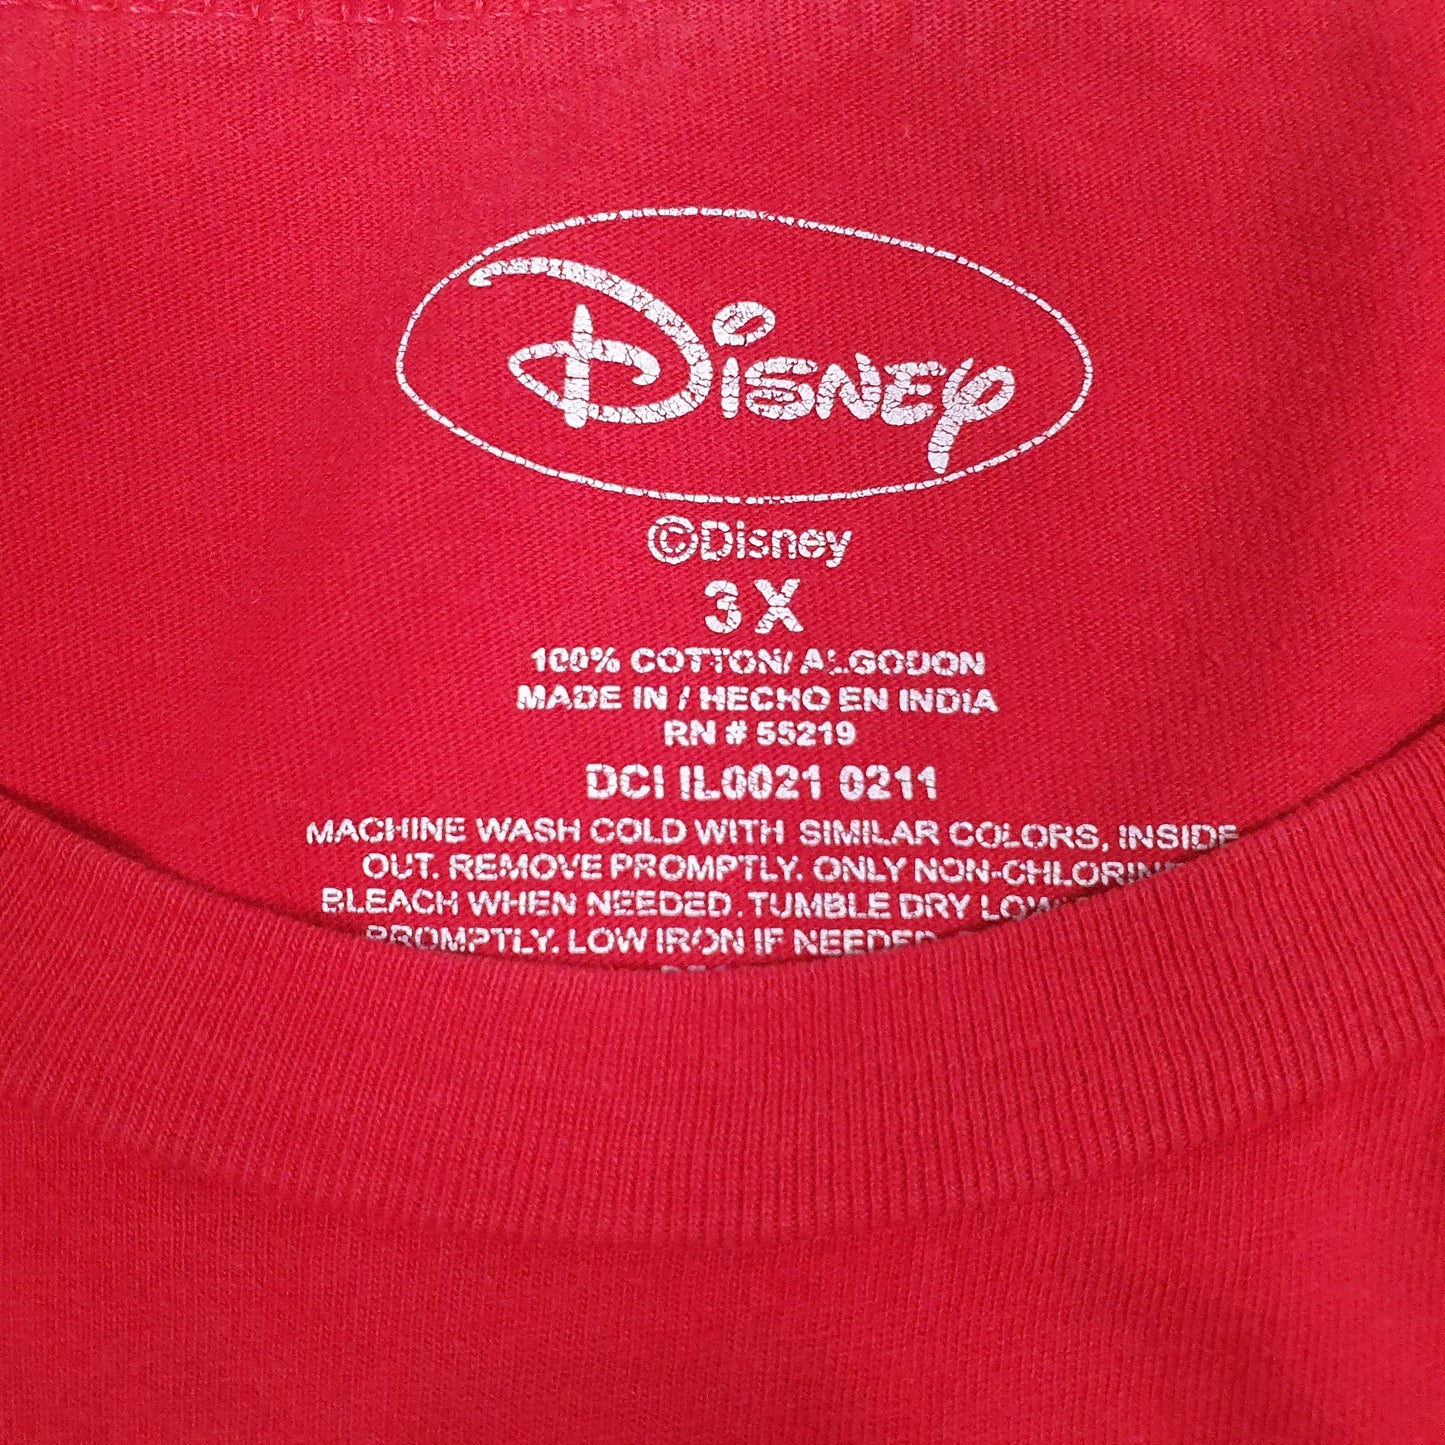 Disney
©Disney
3X
100% COTTON/ ALGODON
MADE IN / HECHO EN INDIA
RN # 55219
DCI IL0021 0211
MACHINE WASH COLD WITH SIMILAR COLORS, INSIDE
OUT. REMOVE PROMPTLY. ONLY NON-CHLORINE
BLEACH WHEN NEEDED. TUMBLE DRY
PROMPTLY. LOW IRON IF NEEDED